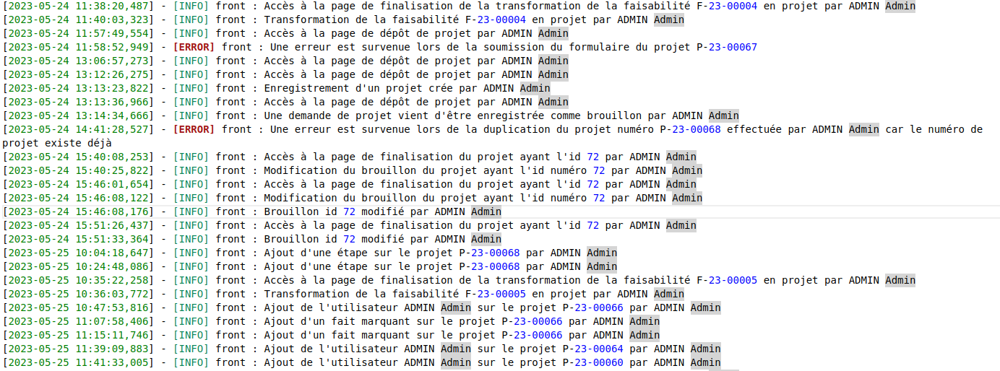 [2023-05-24 11:38:20,487] - [INFO] front : Accès à la page de finalisation de la transformation de la faisabilité F-23-00004 en projet par ADMIN Admin
[2023-05-24 11:40:03,323] - [INFO] front : Transformation de la faisabilité F-23-00004 en projet par ADMIN Admin
[2023-05-24 11:57:49,554] - [INFO] front : Accès à la page de dépôt de projet par ADMIN Admin
[2023-05-24 11:58:52,949] - [ERROR] front : Une erreur est survenue lors de la soumission du formulaire du projet P-23-00067
[2023-05-24 13:06:57,273] - [INFO] front : Accès à la page de dépôt de projet par ADMIN Admin
[2023-05-24 13:12:26,275] - [INFO] front : Accès à la page de dépôt de projet par ADMIN Admin
[2023-05-24 13:13:23,822] - [INFO] front : Enregistrement d'un projet crée par ADMIN Admin
[2023-05-24 13:13:36,966] - [INFO] front : Accès à la page de dépôt de projet par ADMIN Admin
[2023-05-24 13:14:34,666] - [INFO] front : Une demande de projet vient d'être enregistrée comme brouillon par ADMIN Admin
[2023-05-24 14:41:28,527] - [ERROR] front : Une erreur est survenue lors de la duplication du projet numéro P-23-00068 effectuée par ADMIN Admin car le numéro de
projet existe déjà
[2023-05-24 15:40:08,253] - [INFO] front : Accès à la page de finalisation du projet ayant l'id 72 par ADMIN Admin
[2023-05-24 15:40:25,822] - [INFO] front : Modification du brouillon du projet ayant l'id numéro 72 par ADMIN Admin
[2023-05-24 15:46:01,654] - [INFO] front : Accès à la page de finalisation du projet ayant l'id 72 par ADMIN Admin
[2023-05-24 15:46:08,122] - [INFO] front : Modification du brouillon du projet ayant l'id numéro 72 par ADMIN Admin
[2023-05-24 15:46:08,176] - [INFO] front : Brouillon id 72 modifié par ADMIN Admin
[2023-05-24 15:51:26,437] - [INFO] front : Accès à la page de finalisation du projet ayant l'id 72 par ADMIN Admin
[2023-05-24 15:51:33,364] - [INFO] front : Brouillon id 72 modifié par ADMIN Admin
[2023-05-25 10:04:18,647] - [INFO] front : Ajout d'une étape sur le projet P-23-00068 par ADMIN Admin
[2023-05-25 10:24:48,086] - [INFO] front : Ajout d'une étape sur le projet P-23-00068 par ADMIN Admin
[2023-05-25 10:35:22,258] - [INFO] front : Accès à la page de finalisation de la transformation de la faisabilité F-23-00005 en projet par ADMIN Admin
[2023-05-25 10:36:03,772] - [INFO] front : Transformation de la faisabilité F-23-00005 en projet par ADMIN Admin
[2023-05-25 10:47:53,816] - [INFO] front : Ajout de l'utilisateur ADMIN Admin sur le projet P-23-00066 par ADMIN Admin
[2023-05-25 11:07:58,406] - [INFO] front : Ajout d'un fait marquant sur le projet P-23-00066 par ADMIN Admin
[2023-05-25 11:15:11,746] - [INFO] front : Ajout d'un fait marquant sur le projet P-23-00066 par ADMIN Admin
[2023-05-25 11:39:09,883] - [INFO] front : Ajout de l'utilisateur ADMIN Admin sur le projet P-23-00064 par ADMIN Admin
[2023-05-25 11:41:33,005] - [INFO] front : Ajout de l'utilisateur ADMIN Admin sur le projet P-23-00060 par ADMIN Admin